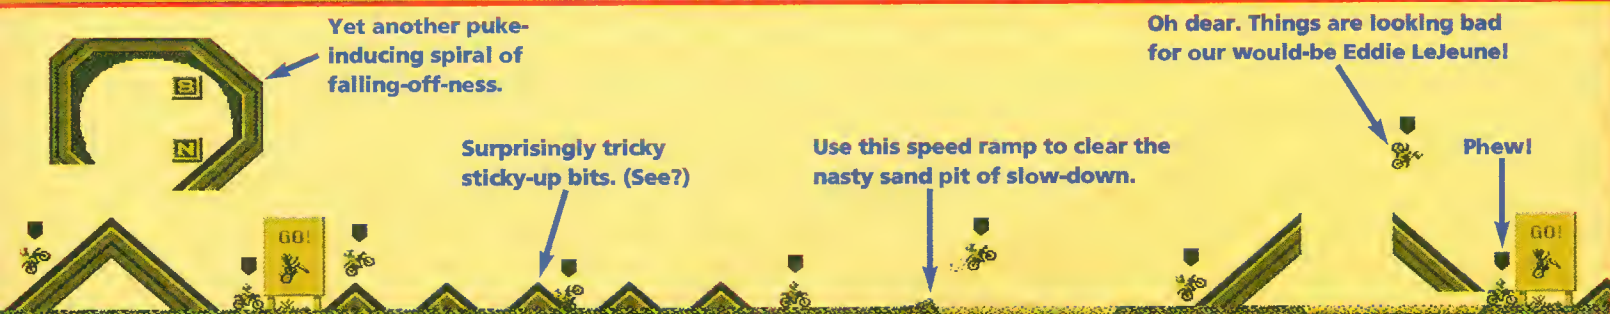 Yet another puke-
inducing spiral of
falling-off-ness.
Oh dear. Things are looking bad
for our would-be Eddie LeJeune!
Surprisingly tricky
sticky-up bits. (See?)
Use this speed ramp to clear the
nasty sand pit of slow-down.
Phew!
S
N
GO!
GO!